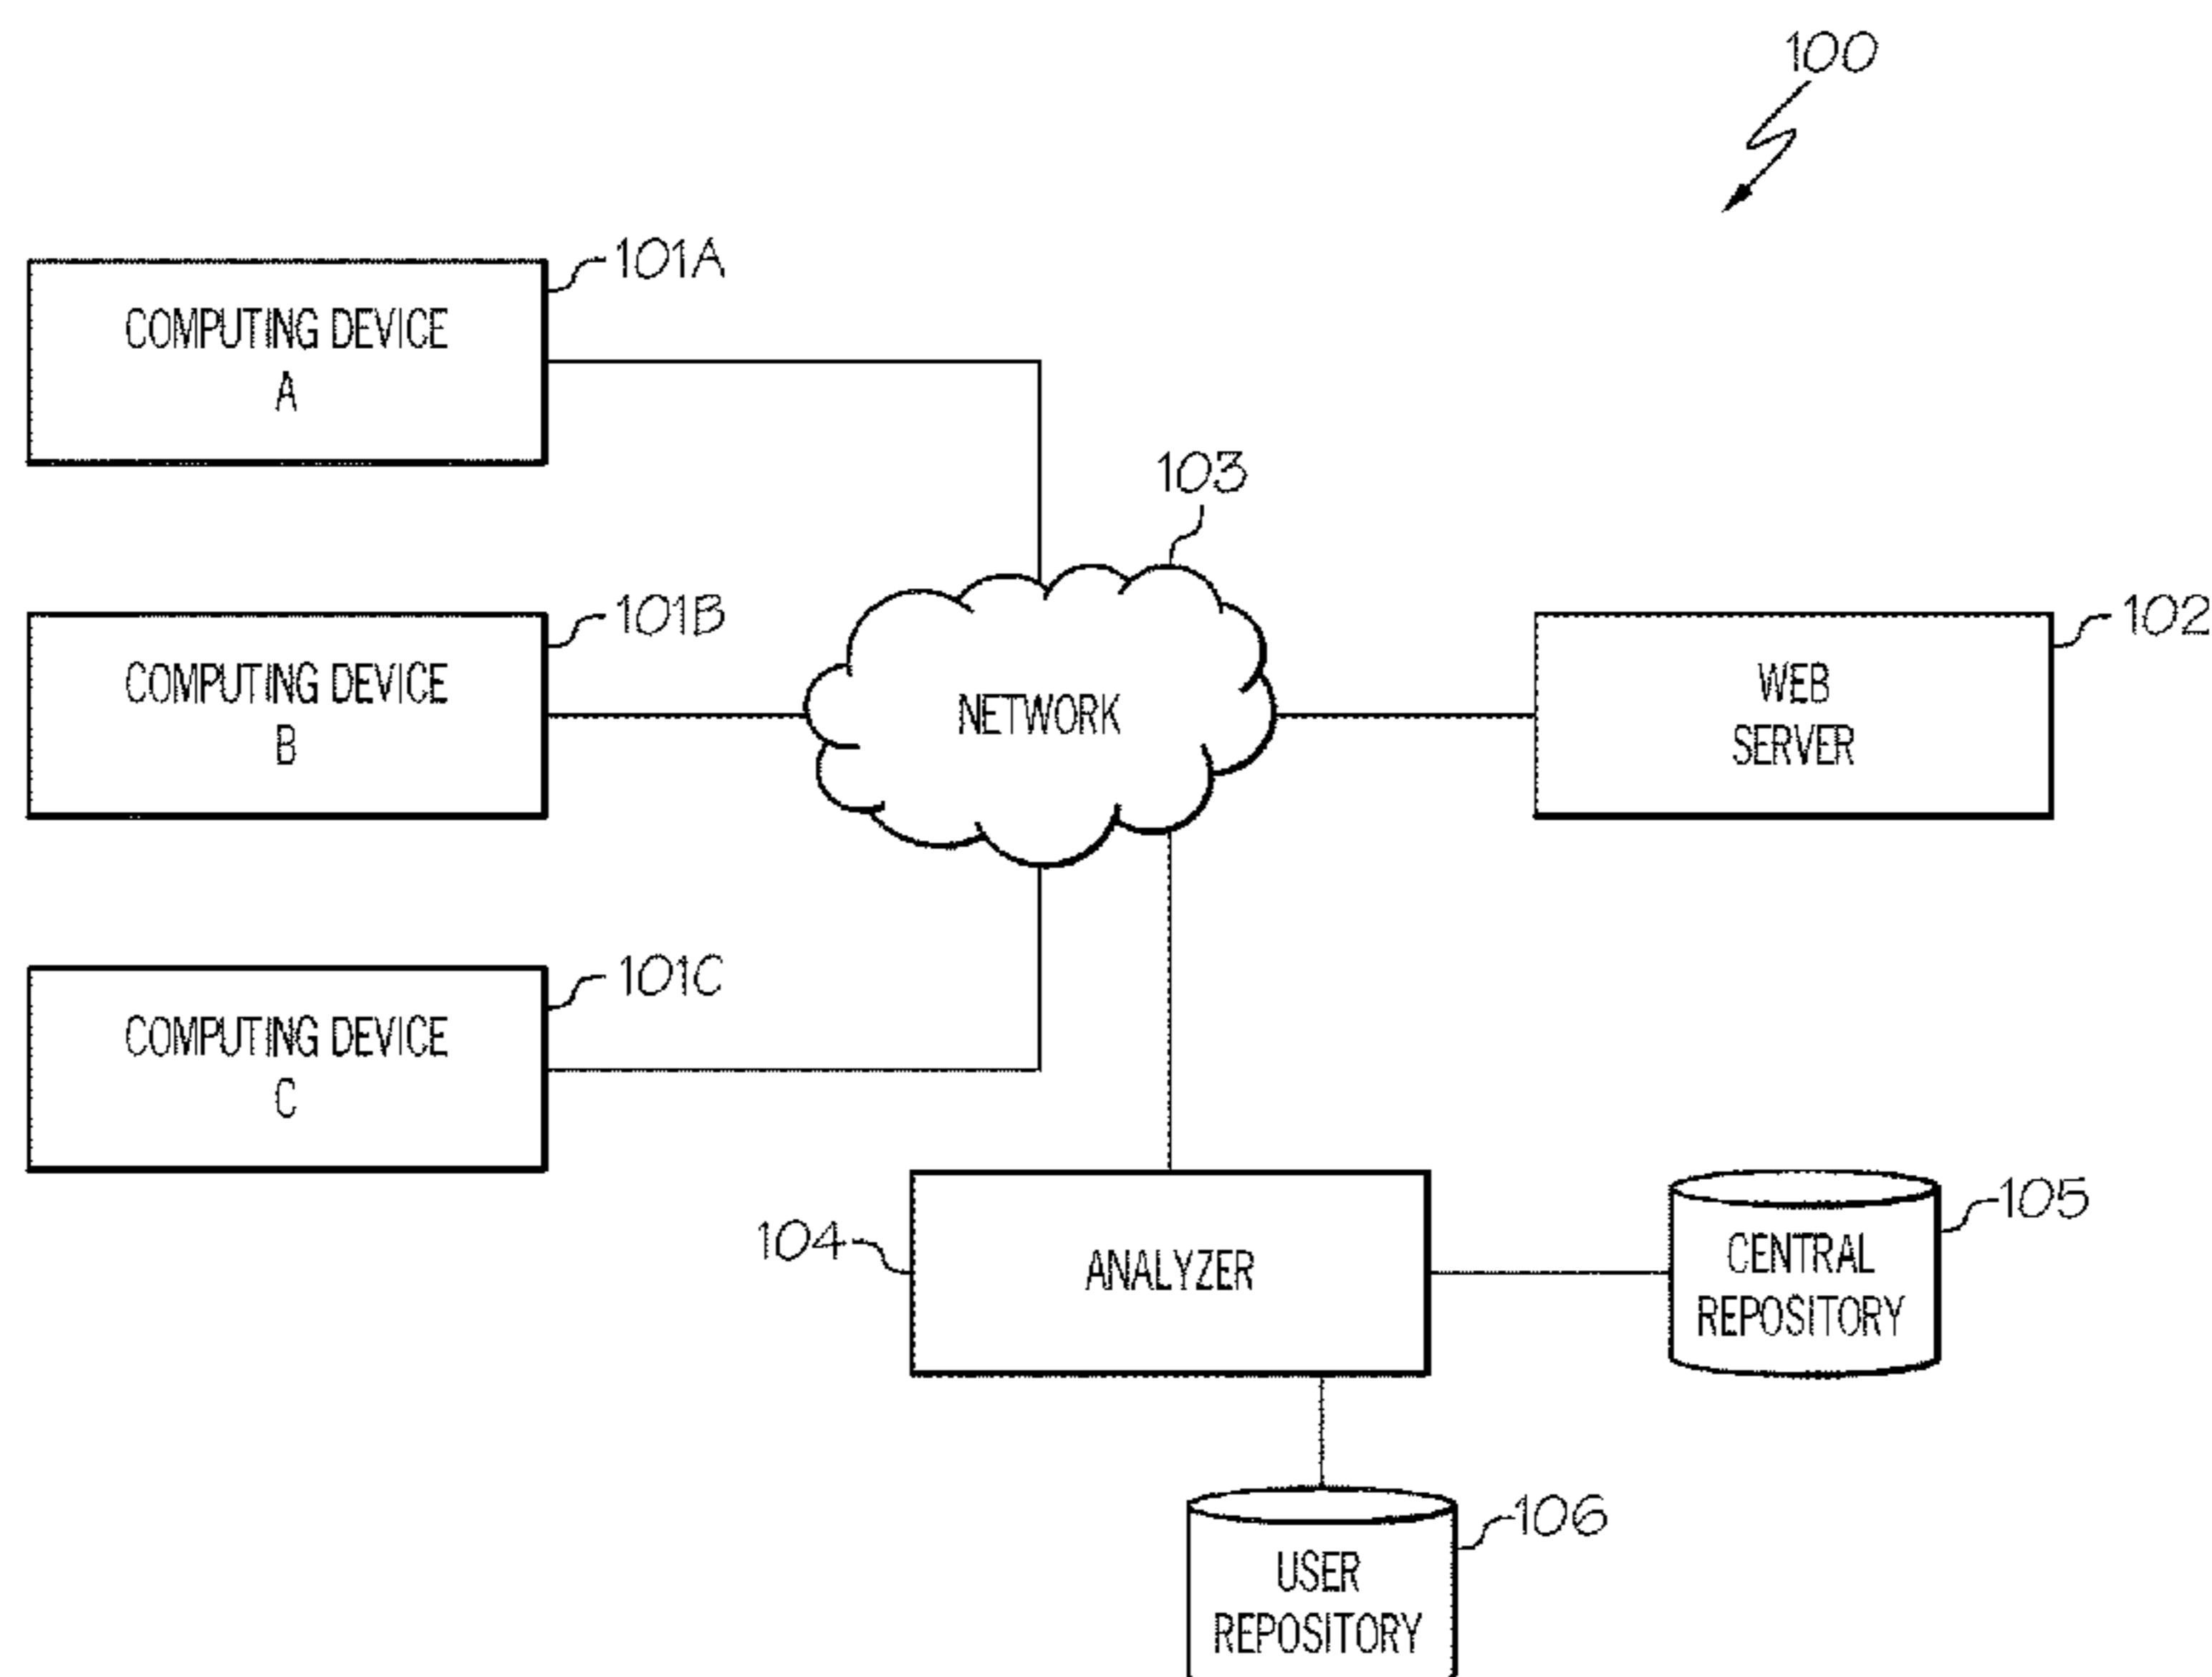 100
101A
COMPUTING DEVICE
A
103
101B
COMPUTING DEVICE
B
NETWORK
102
WEB
SERVER
101C
COMPUTING DEVICE
C
104
ANALYZER
105
CENTRAL
REPOSITORY
106
USER
REPOSITORY